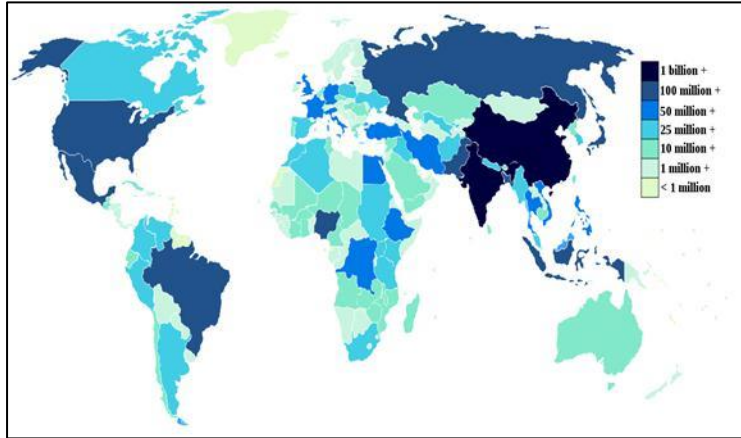 1 billion +
100 million +
50 million +
25 million +
10 million +
1 million +
< 1 million